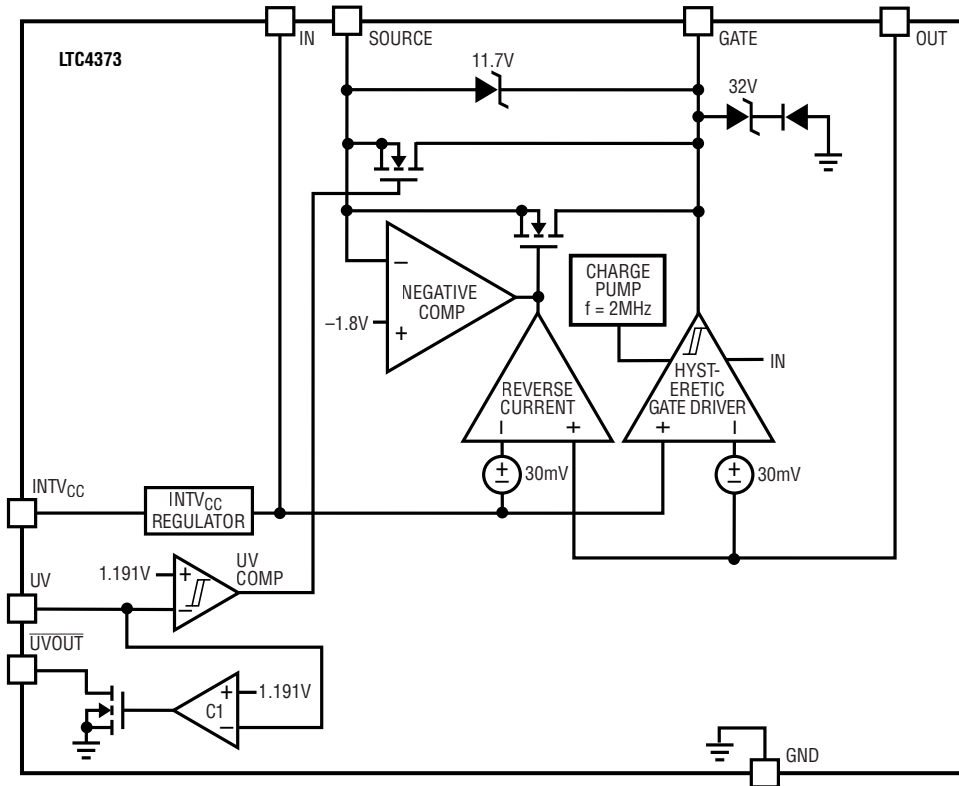 IN
SOURCE
GATE
OUT
LTC4373
11.7V
32V
CHARGE
PUMP
f = 2MHz
−
NEGATIVE
COMP
–1.8V
+
IN
HYST-
ERETIC
GATE DRIVER
REVERSE
CURRENT
– +
+ –
+
–
30mV
+
–
30mV
INTVCC
INTVCC
REGULATOR
UV
COMP
1.191V
+
–
UV
UVOUT
+
1.191V
C1
–
GND